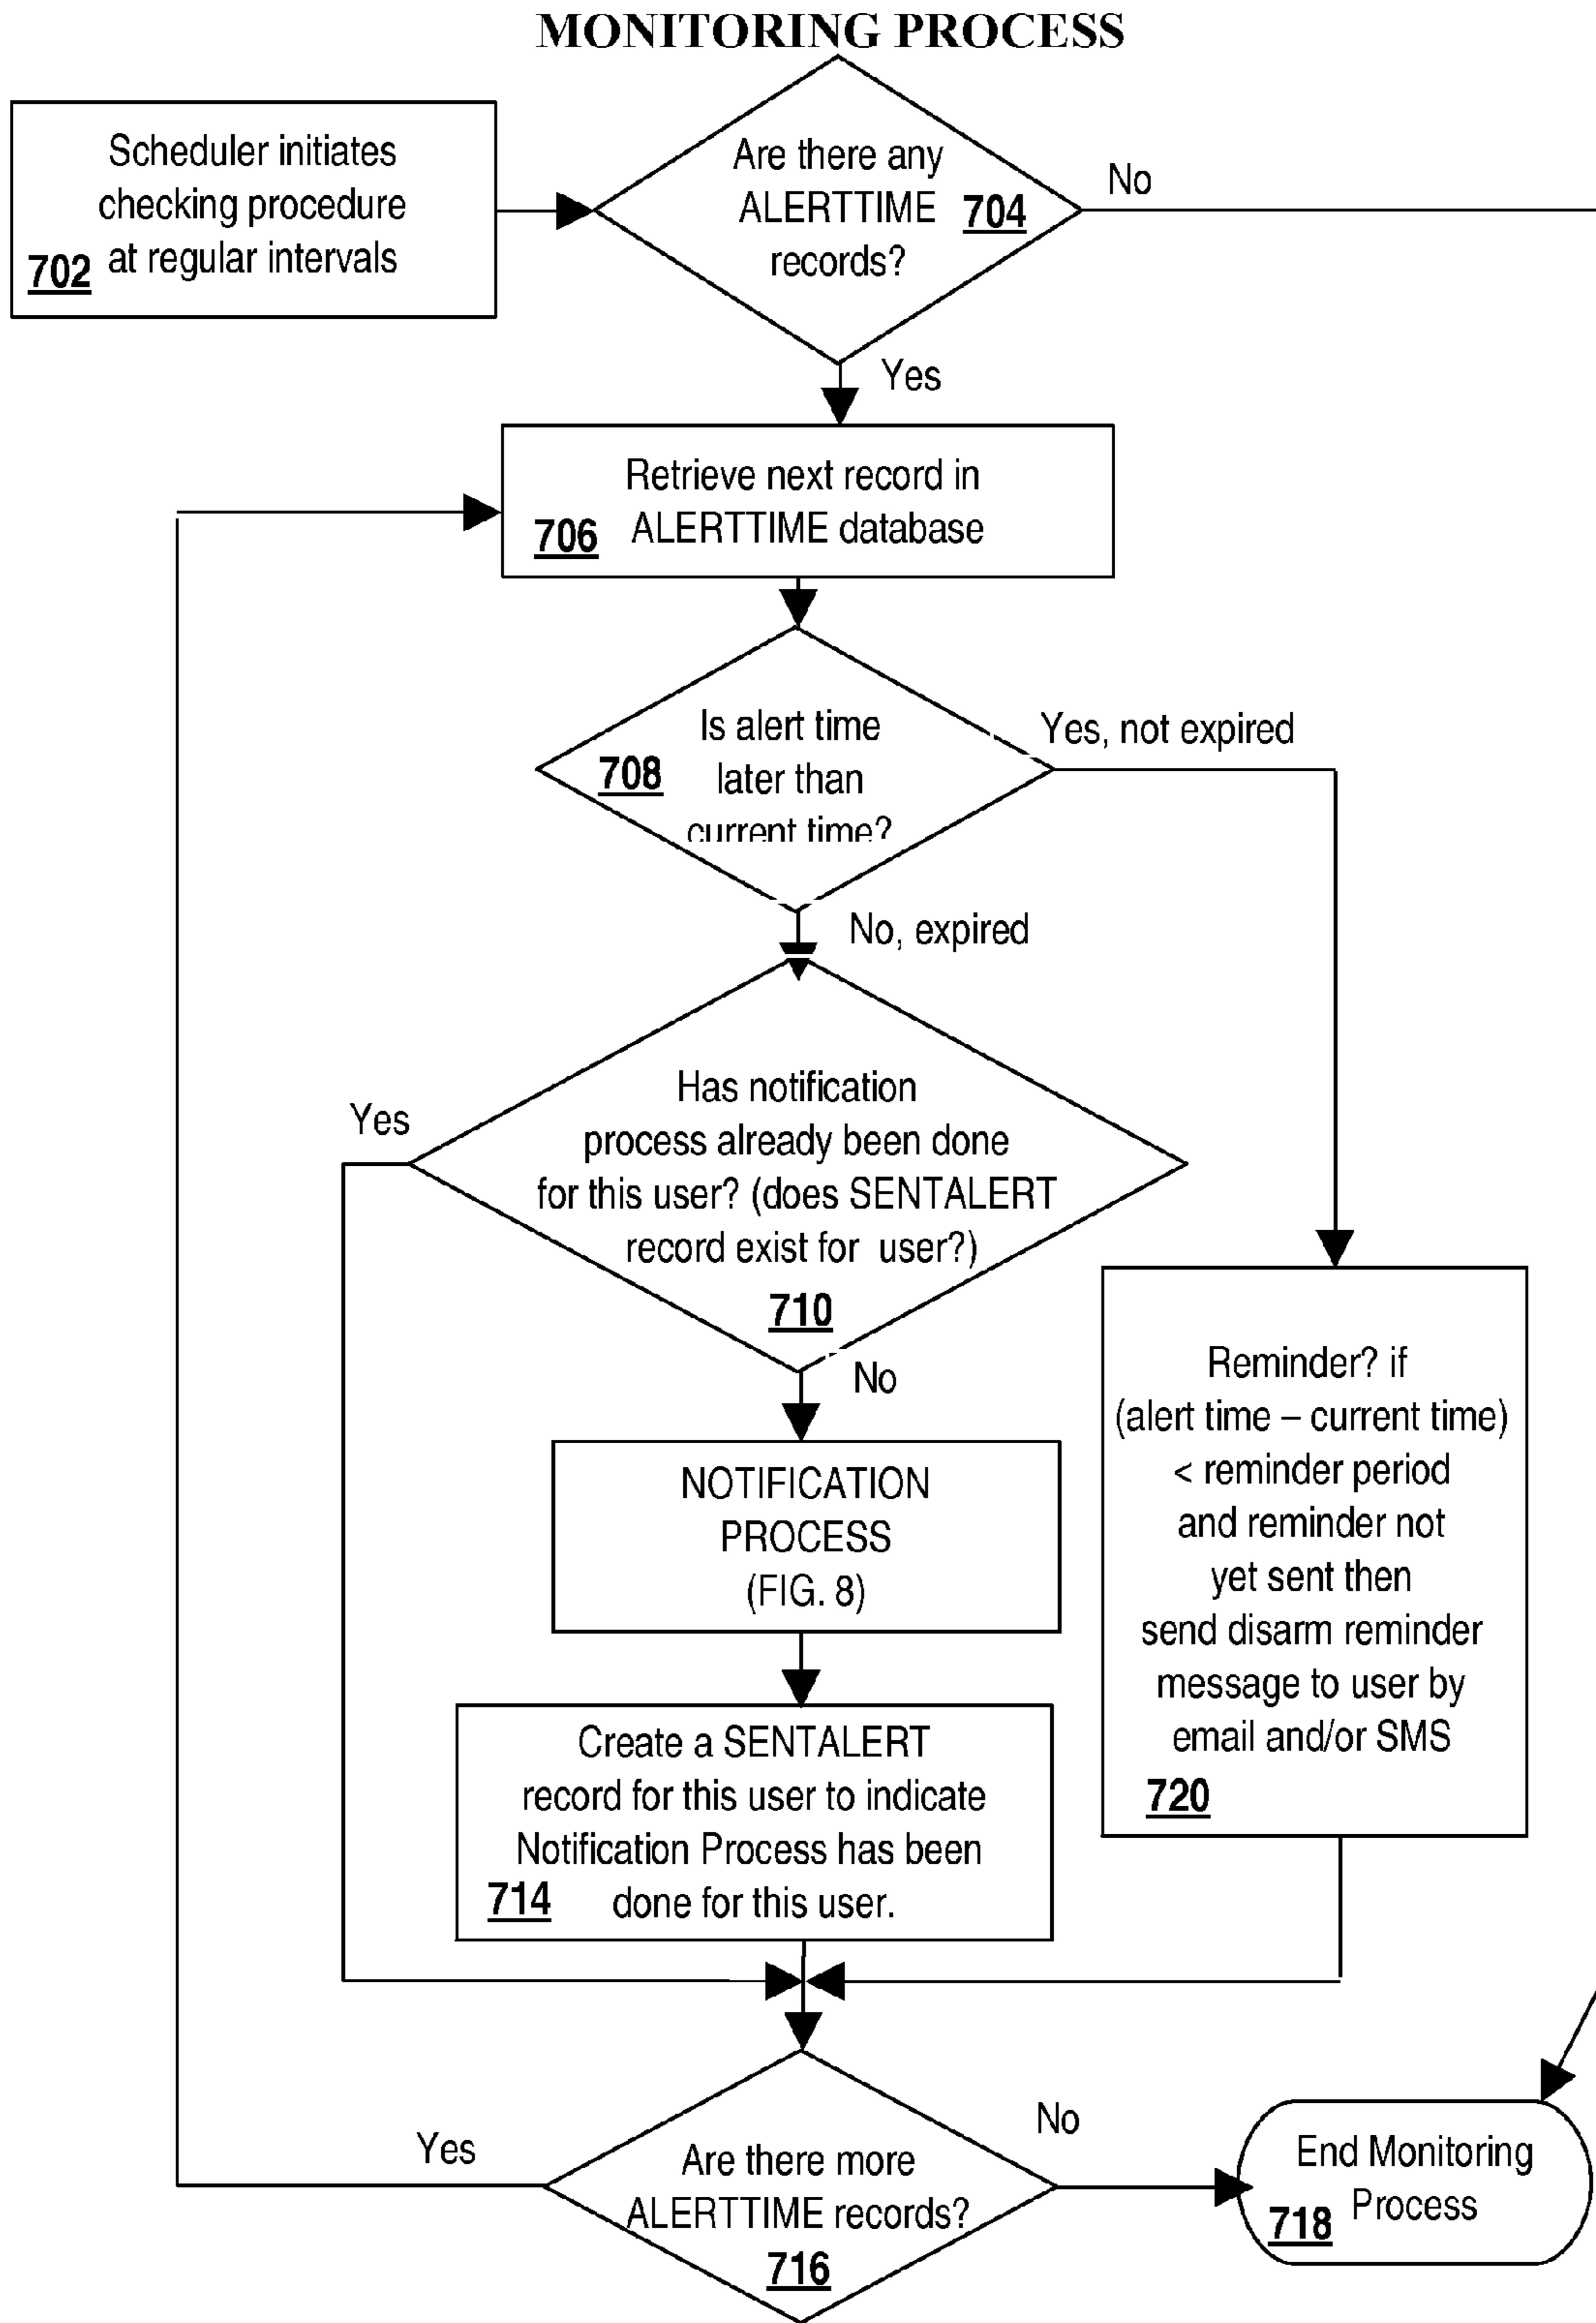 MONITORING PROCESS
Scheduler initiates
checking procedure
702 at regular intervals
Are there any
ALERTTIME 704
records?
No
Yes
Retrieve next record in
706 ALERTTIME database
Is alert time
708 later than
current time?
Yes, not expired
No, expired
Has notification
process already been done
for this user? (does SENTALERT
record exist for user?)
710
Yes
No
NOTIFICATION
PROCESS
(FIG. 8)
Create a SENTALERT
record for this user to indicate
Notification Process has been
714 done for this user.
Reminder? if
(alert time – current time)
< reminder period
and reminder not
yet sent then
send disarm reminder
message to user by
email and/or SMS
720
Are there more
ALERTTIME records?
716
Yes
No
End Monitoring
718 Process